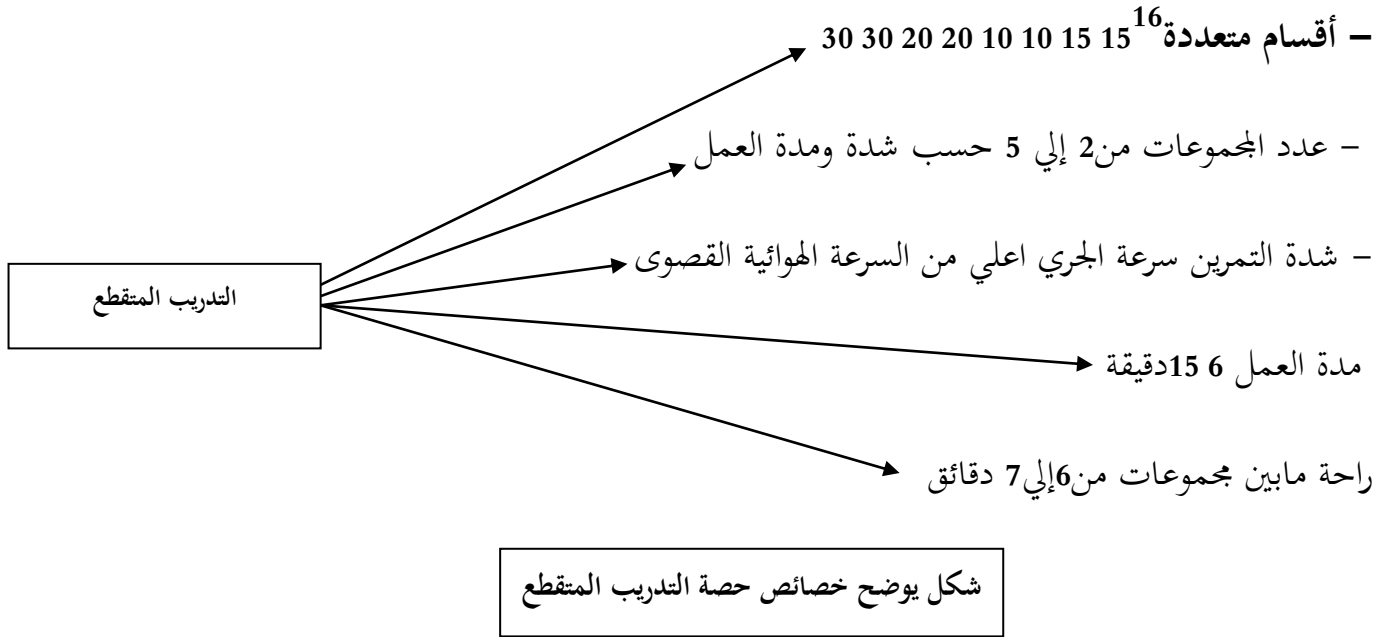 – أقسام متعددة16 15 15 10 10 20 20 30 30
– عدد المجموعات من2 إلي 5 حسب شدة ومدة العمل
– شدة التمرين سرعة الجري اعلي من السرعة الهوائية القصوى
التدريب المتقطع
مدة العمل 6 15دقيقة
راحة مابين مجموعات من6إلي7 دقائق
شكل يوضح خصائص حصة التدريب المتقطع